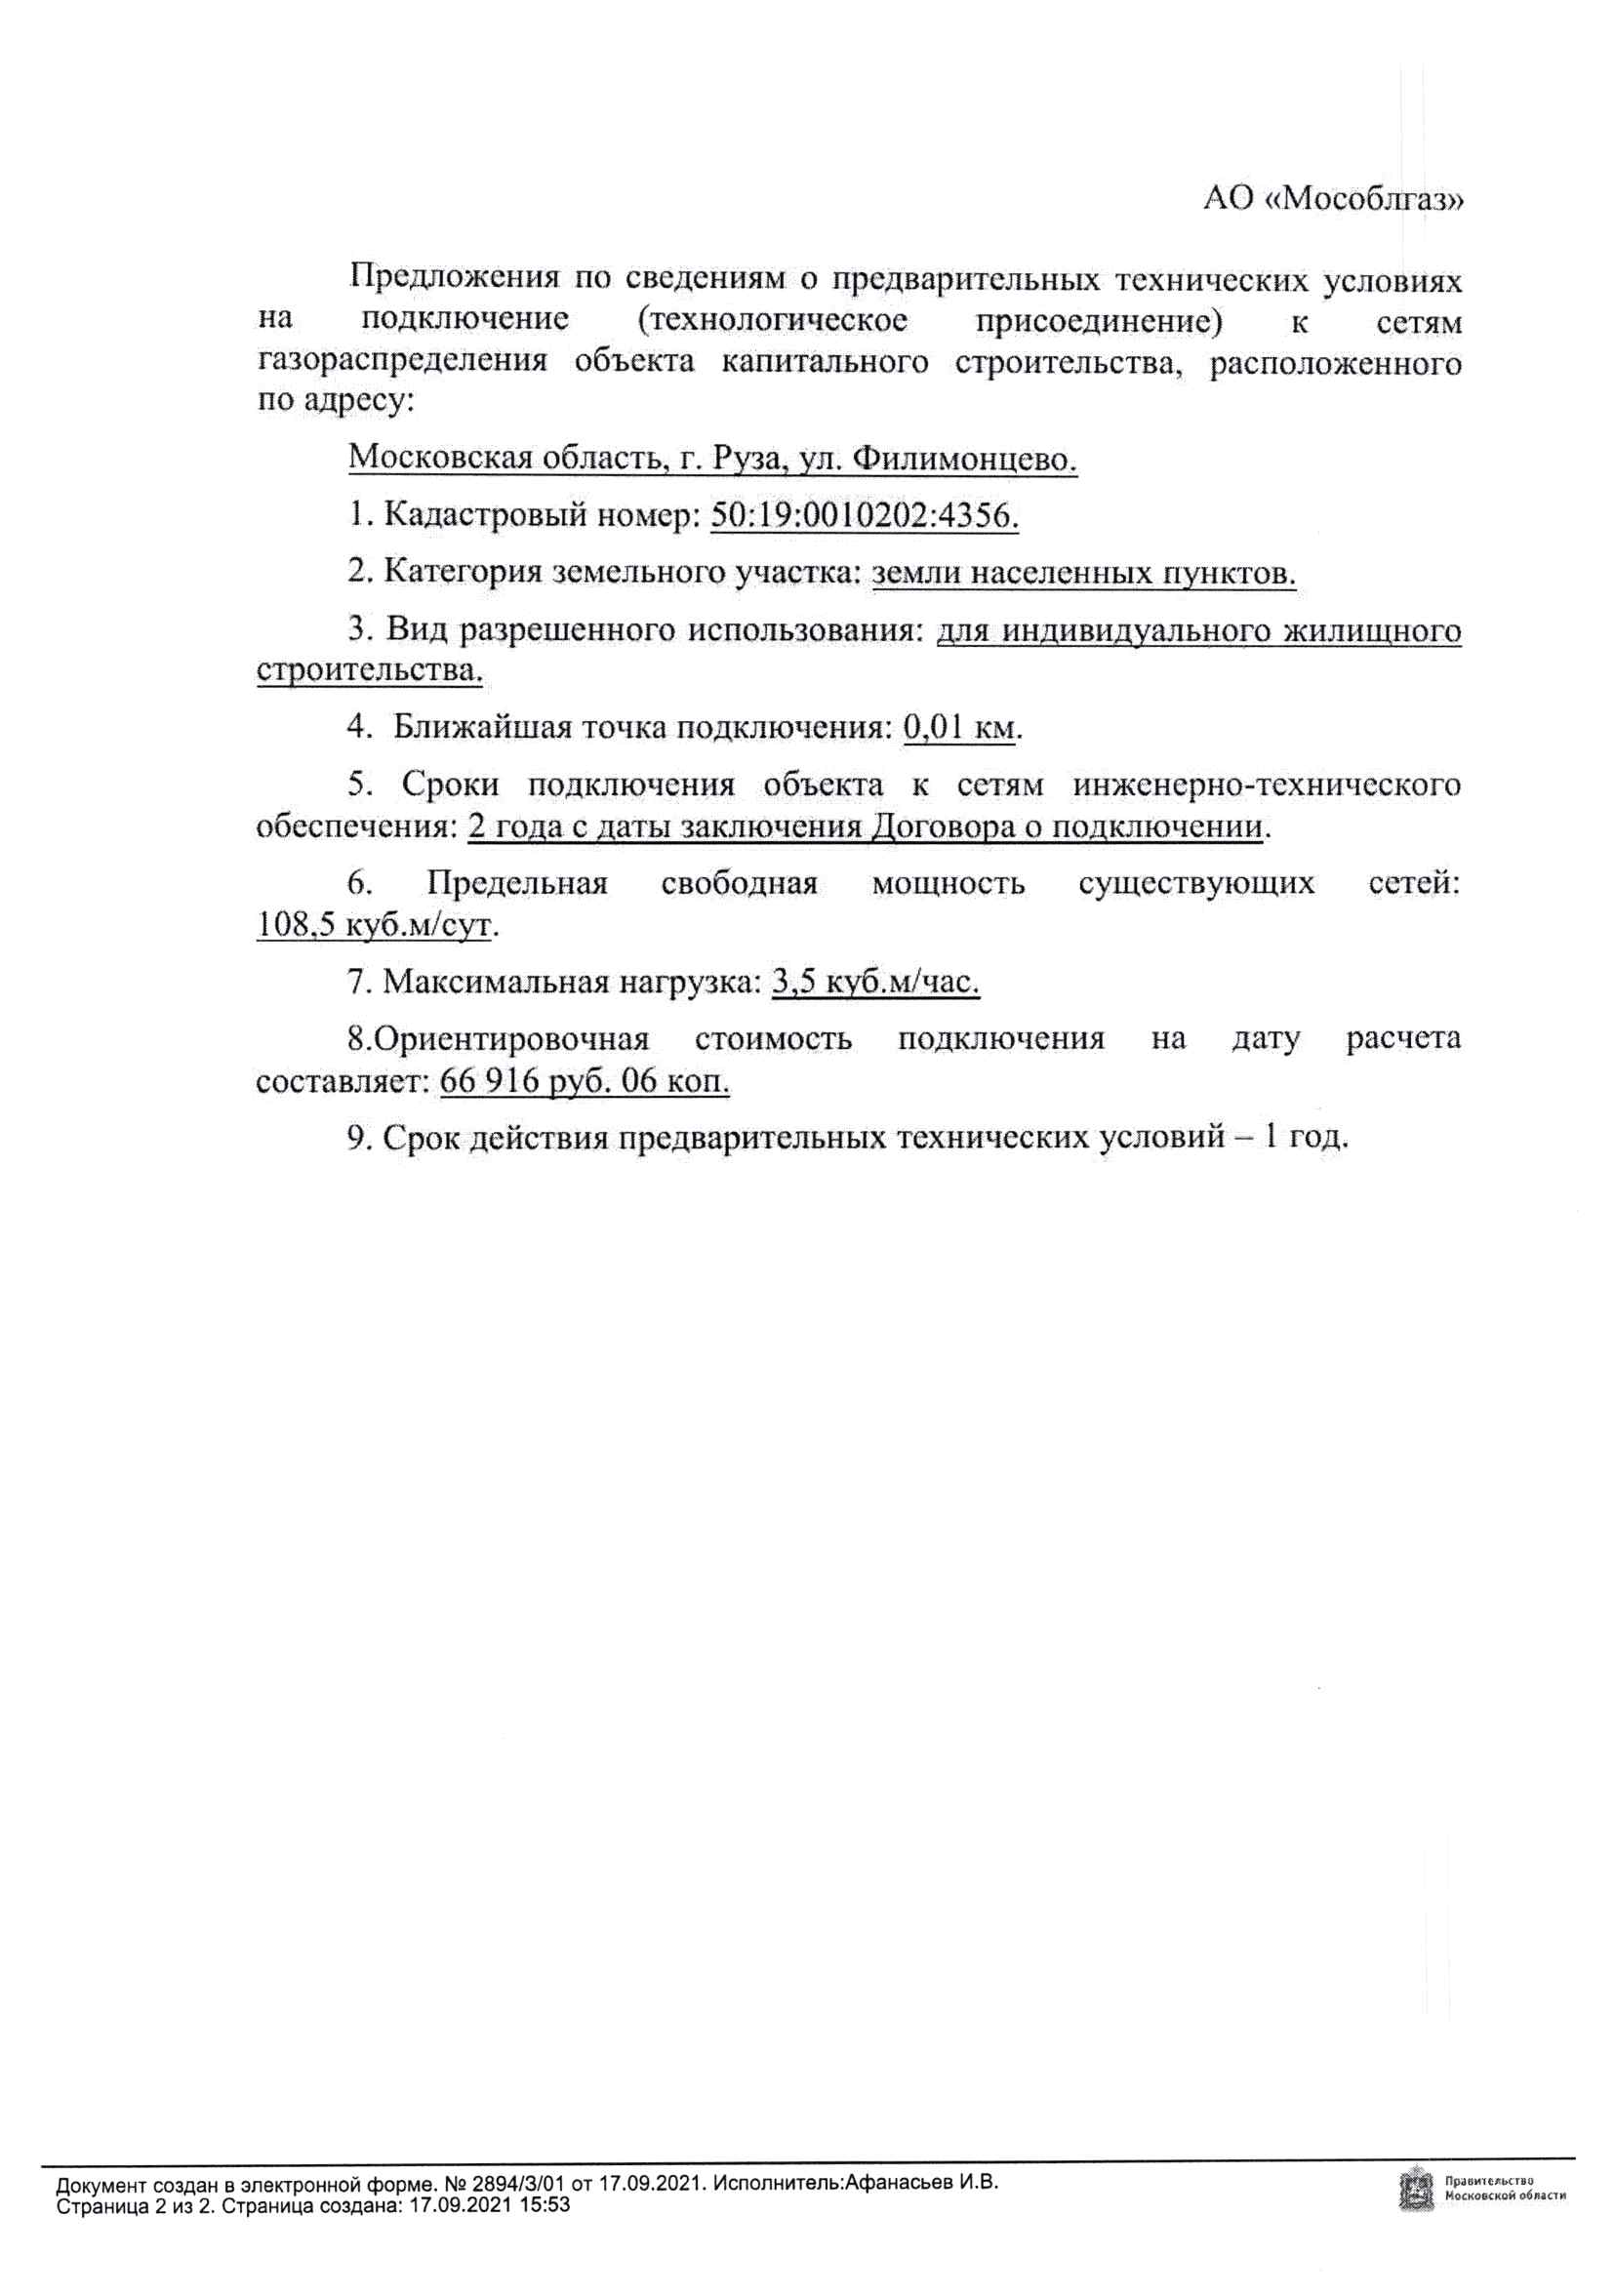 АО «Мособлгаз»
Предложения по сведениям о предварительных технических условиях
на подключение (технологическое присоединение) к сетям
газораспределения объекта капитального строительства, расположенного
по адресу:
Московская область, г. Руза, ул. Филимонцево.
1. Кадастровый номер: 50:19:0010202:4356.
2. Категория земельного участка: земли населенных пунктов.
3. Вид разрешенного использования: для индивидуального жилищного
строительства.
4. Ближайшая точка подключения: 0,01 км.
5. Сроки подключения объекта к сетям инженерно-технического
обеспечения: 2 года с даты заключения Договора о подключении.
6. Предельная свободная мощность существующих сетей:
108,5 куб.м/сут.
7. Максимальная нагрузка: 3,5 куб.м/час.
8.Ориентировочная стоимость подключения на дату расчета
составляет: 66 916 руб. 06 коп.
9. Срок действия предварительных технических условий – 1 год.
Документ создан в электронной форме. № 2894/3/01 от 17.09.2021. Исполнитель:Афанасьев И.В.
Страница 2 из 2. Страница создана: 17.09.2021 15:53
Правительство
Московской области